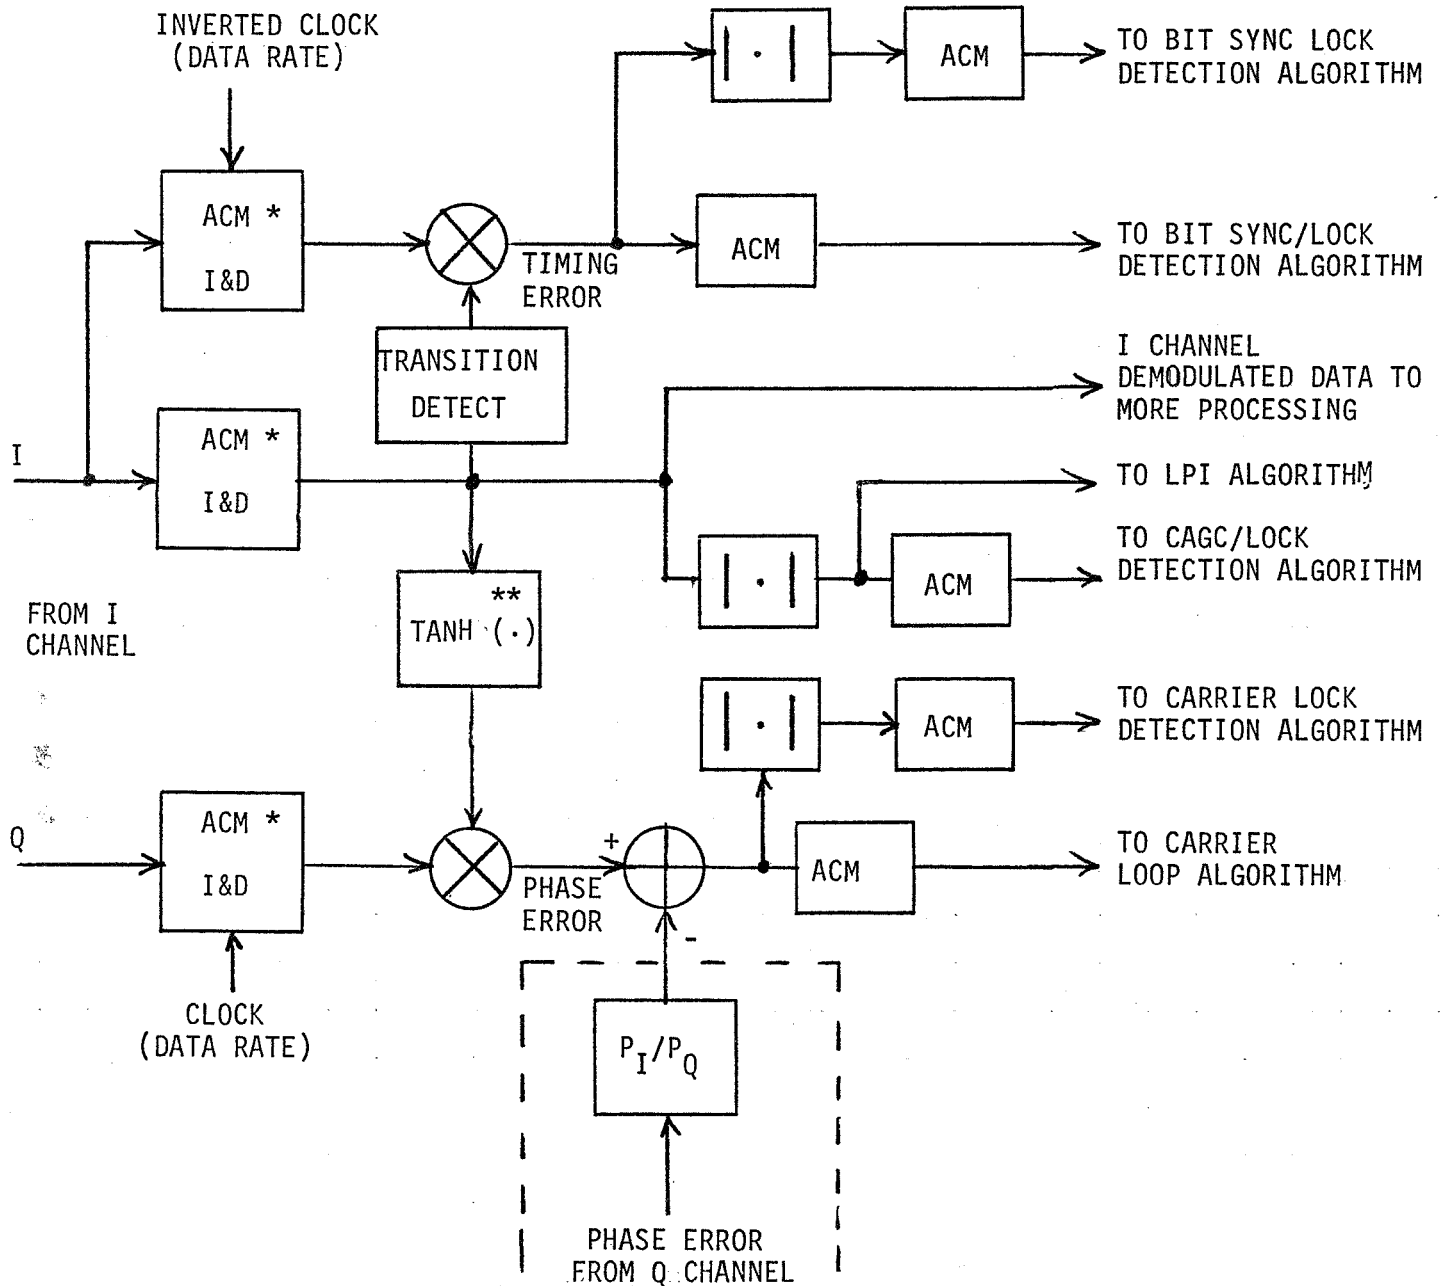 INVERTED CLOCK
(DATA RATE)
| · |
ACM
TO BIT SYNC LOCK
DETECTION ALGORITHM
ACM *
I&D
TIMING
ERROR
ACM
TO BIT SYNC/LOCK
DETECTION ALGORITHM
TRANSITION
DETECT
I CHANNEL
DEMODULATED DATA TO
MORE PROCESSING
I
ACM *
I&D
TO LPI ALGORITHM
| · |
ACM
TO CAGC/LOCK
DETECTION ALGORITHM
FROM I
CHANNEL
**
TANH (·)
| · |
ACM
TO CARRIER LOCK
DETECTION ALGORITHM
Q
ACM *
I&D
PHASE
ERROR
+
-
ACM
TO CARRIER
LOOP ALGORITHM
CLOCK
(DATA RATE)
PI/PQ
PHASE ERROR
FROM Q CHANNEL